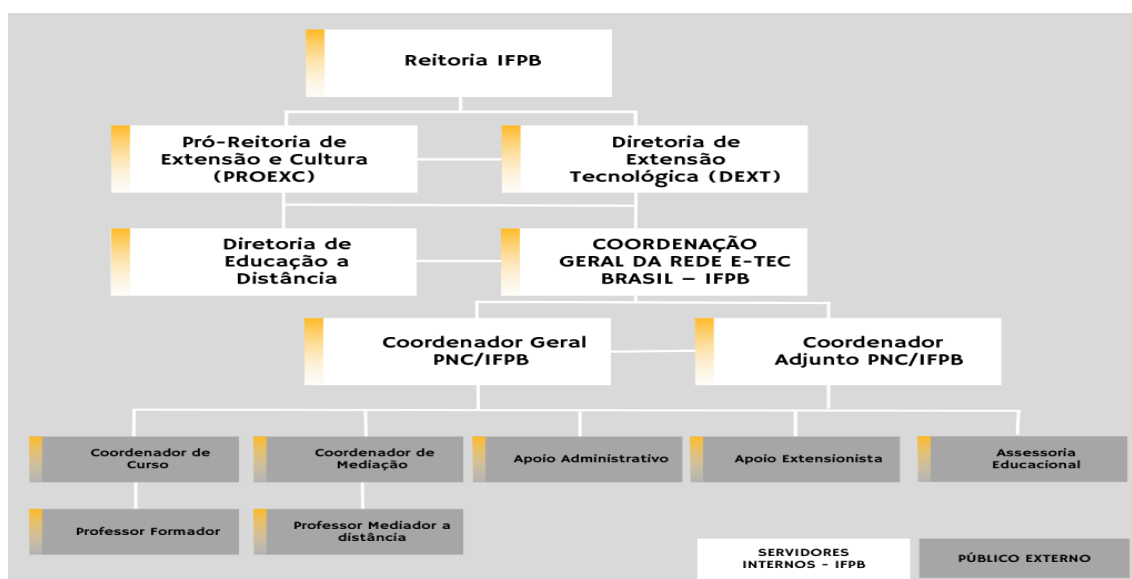 Reitoria IFPB
Pró-Reitoria de
Extensão e Cultura
(PROEXC)
Diretoria de
Extensão
Tecnológica (DEXT)
Diretoria de
Educação a
Distância
COORDENAÇÃO
GERAL DA REDE E-TEC
BRASIL – IFPB
Coordenador Geral
PNC/IFPB
Coordenador
Adjunto PNC/IFPB
Coordenador de
Curso
Coordenador de
Mediação
Apoio Administrativo
Apoio Extensionista
Assessoria
Educacional
Professor Formador
Professor Mediador a
distância
SERVIDORES
INTERNOS - IFPB
PÚBLICO EXTERNO